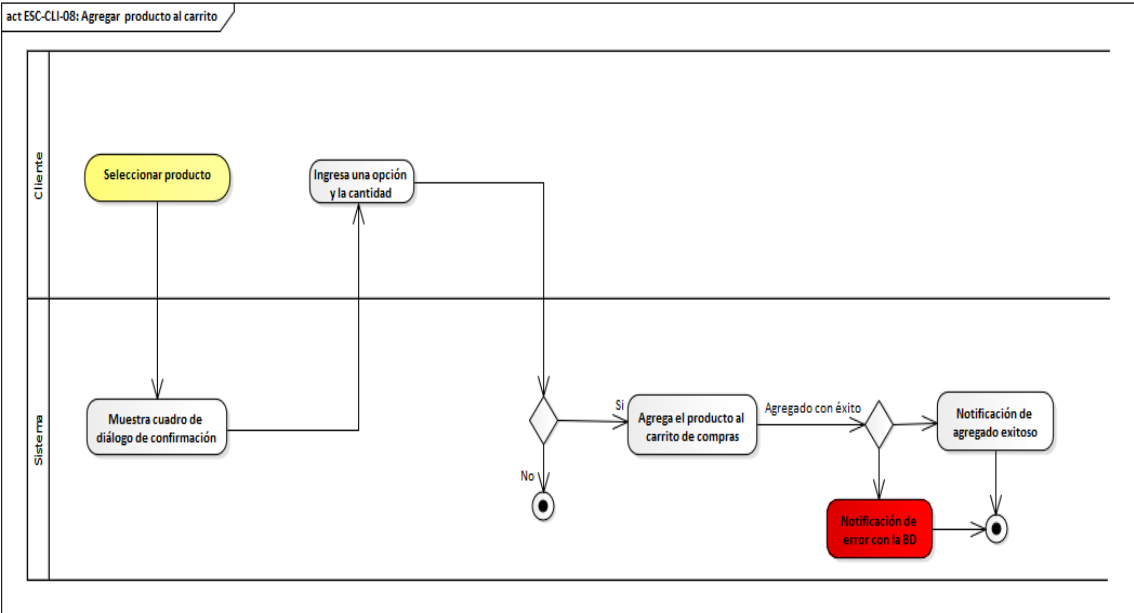 act ESC-CLI-08: Agregar producto al carrito
Cliente
Seleccionar producto
Ingresa una opción
y la cantidad
Sistema
Muestra cuadro de
diálogo de confirmación
Si
No
Agrega el producto al
carrito de compras
Agregado con éxito
Notificación de
agregado exitoso
Notificación de
error con la BD